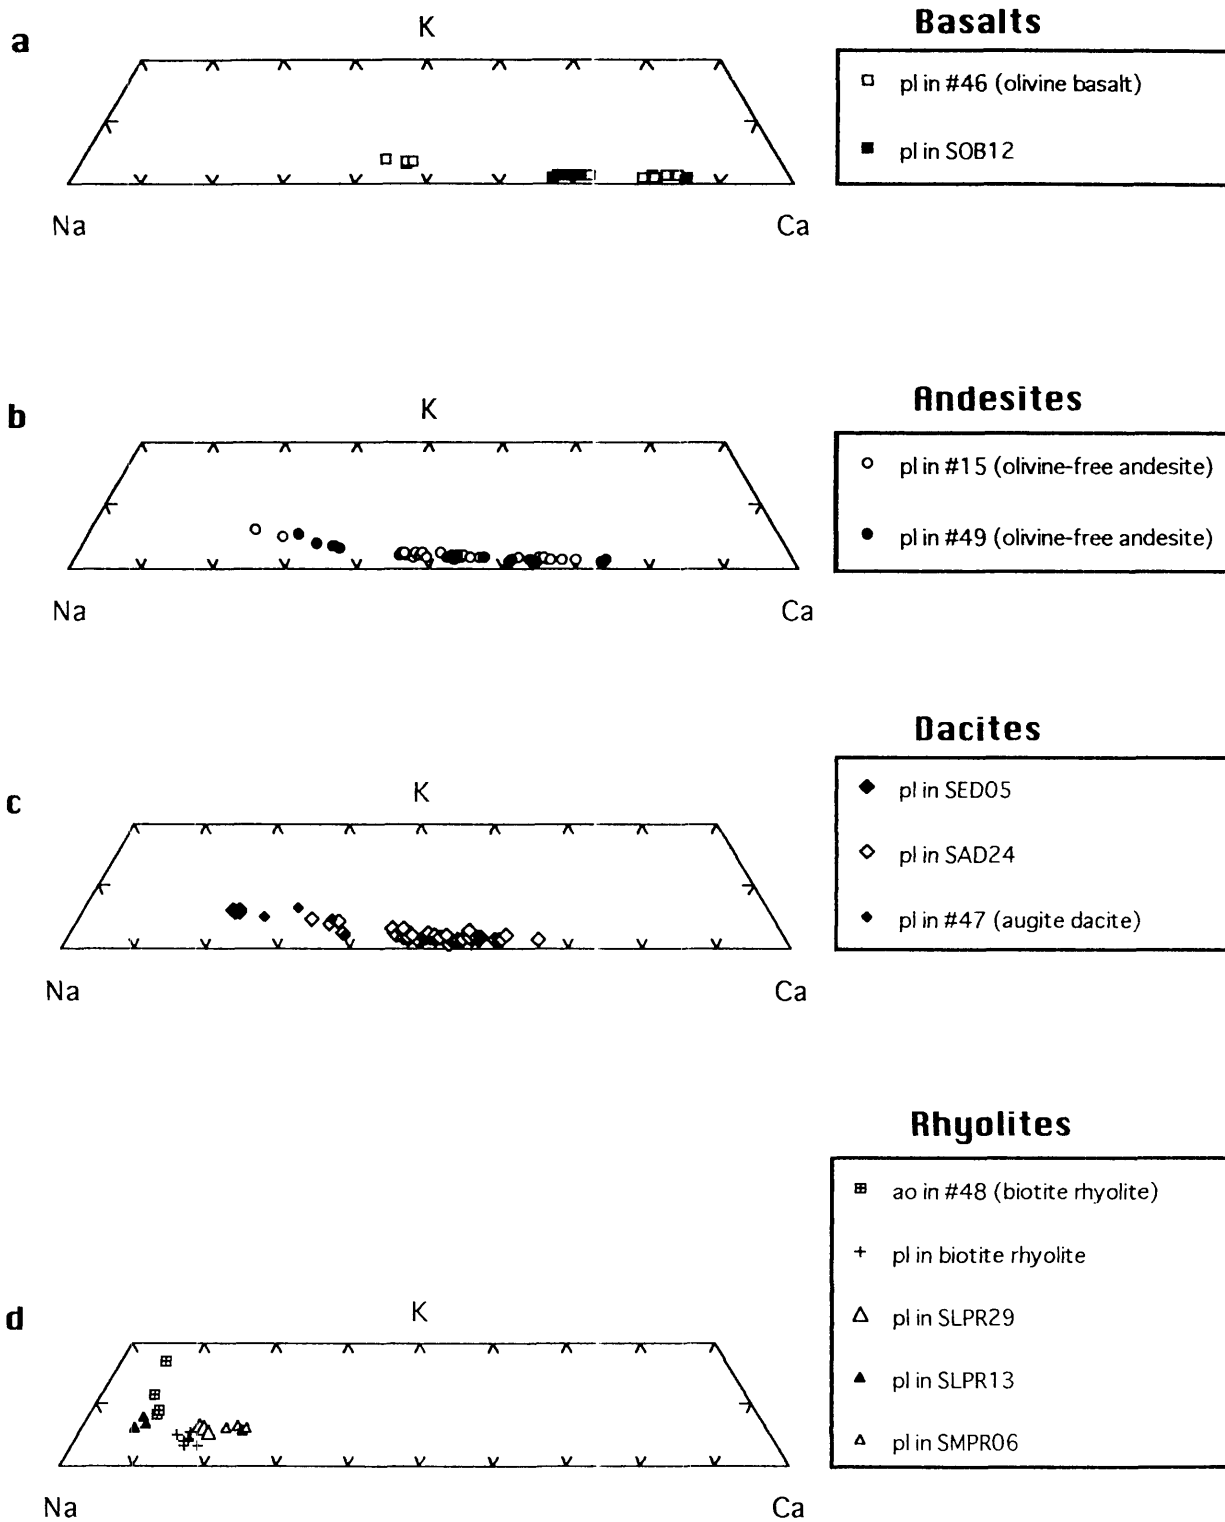 a
K
Basalts
pl in #46 (olivine basalt)
pl in SOB12
Na
Ca
b
K
Andesites
pl in #15 (olivine-free andesite)
pl in #49 (olivine-free andesite)
Na
Ca
c
K
Dacites
pl in SED05
pl in SAD24
pl in #47 (augite dacite)
Na
Ca
d
K
Rhyolites
ao in #48 (biotite rhyolite)
pl in biotite rhyolite
pl in SLPR29
pl in SLPR13
pl in SMPR06
Na
Ca